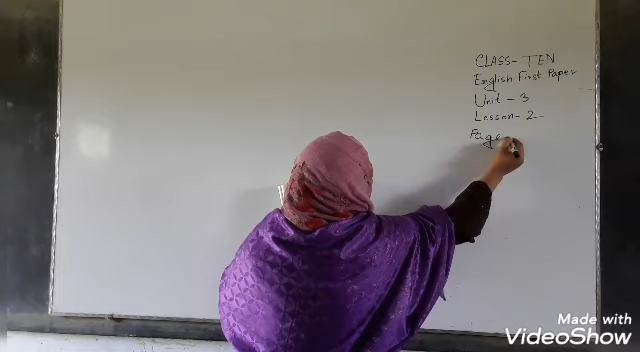 CLASS- TEN
English First Paper
Unit - 3
Lesson- 2-
Page-
Made with
VideoShow